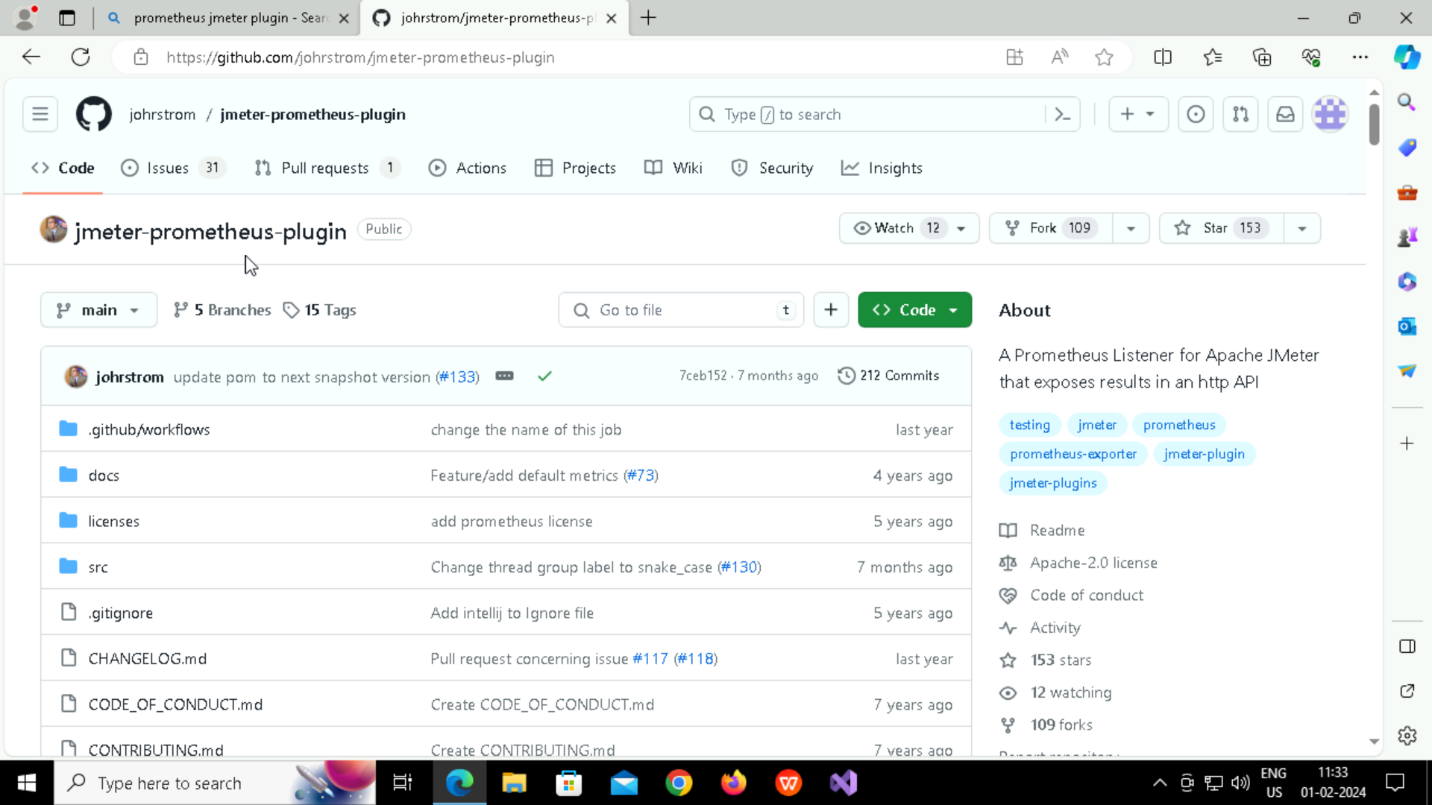 prometheus jmeter plugin - Sear
johrstrom/jmeter-prometheus-p
https://github.com/johrstrom/jmeter-prometheus-plugin
johrstrom / jmeter-prometheus-plugin
Type / to search
Code
Issues 31
Pull requests 1
Actions
Projects
Wiki
Security
Insights
jmeter-prometheus-plugin Public
Watch 12
Fork 109
Star 153
main
5 Branches
15 Tags
Go to file t
Code
johrstrom update pom to next snapshot version (#133) 7ceb152 · 7 months ago 212 Commits
.github/workflows change the name of this job last year
docs Feature/add default metrics (#73) 4 years ago
licenses add prometheus license 5 years ago
src Change thread group label to snake_case (#130) 7 months ago
.gitignore Add intellij to Ignore file 5 years ago
CHANGELOG.md Pull request concerning issue #117 (#118) last year
CODE_OF_CONDUCT.md Create CODE_OF_CONDUCT.md 7 years ago
CONTRIBUTING.md Create CONTRIBUTING.md 7 years ago
About
A Prometheus Listener for Apache JMeter
that exposes results in an http API
testing jmeter prometheus
prometheus-exporter jmeter-plugin
jmeter-plugins
Readme
Apache-2.0 license
Code of conduct
Activity
153 stars
12 watching
109 forks
Report repository
Type here to search
ENG
US
11:33
01-02-2024